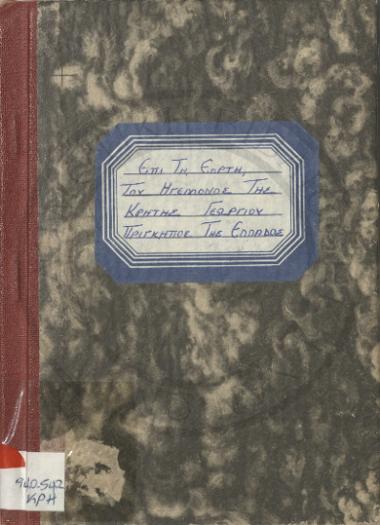 ΕΠΙ ΤΗ, ΕΟΡΤΗ,
ΤΟΥ ΗΓΕΜΟΝΟΣ ΤΗΣ
ΚΡΗΤΗΣ ΓΕΩΡΓΙΟΥ
ΠΡΙΓΚΗΠΟΣ ΤΗΣ ΕΛΛΑΔΟΣ
940.542
ΚΡΗ